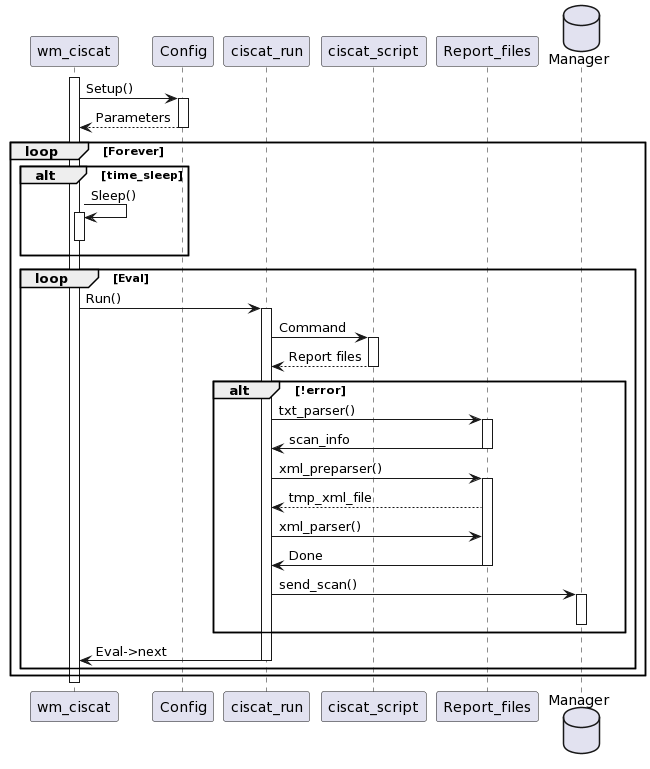 wm_ciscat Config ciscat_run ciscat_script Report_files Manager
Setup()
Parameters
loop [Forever]
alt [time_sleep]
Sleep()
loop [Eval]
Run()
Command
Report files
alt [!error]
txt_parser()
scan_info
xml_preparser()
tmp_xml_file
xml_parser()
Done
send_scan()
Eval->next
wm_ciscat Config ciscat_run ciscat_script Report_files Manager